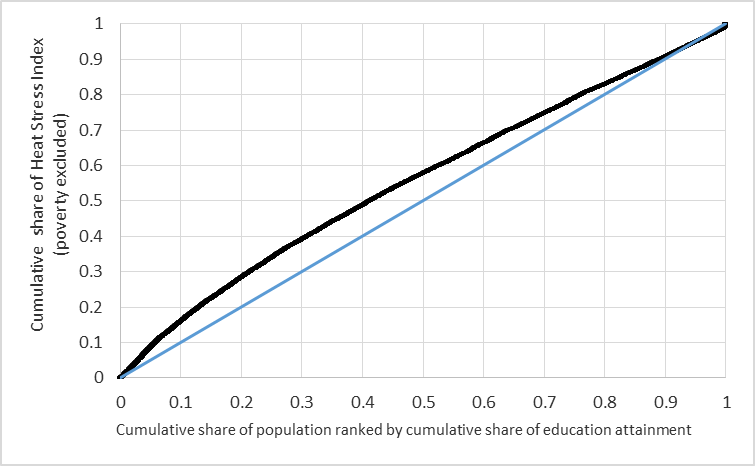 Cumulative share of Heat Stress Index
(poverty excluded)
1
0.9
0.8
0.7
0.6
0.5
0.4
0.3
0.2
0.1
0
0 0.1 0.2 0.3 0.4 0.5 0.6 0.7 0.8 0.9 1
Cumulative share of population ranked by cumulative share of education attainment